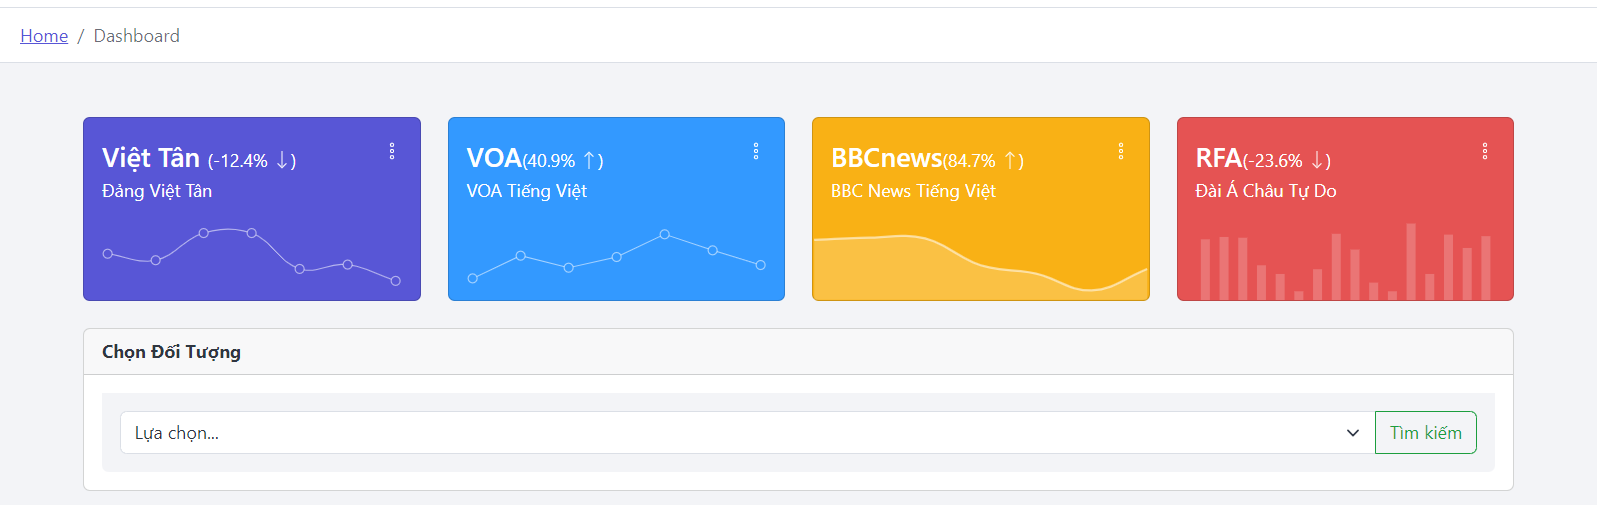 Home / Dashboard
Việt Tân (-12.4% ↓)
Đảng Việt Tân
VOA(40.9% ↑)
VOA Tiếng Việt
BBCnews(84.7% ↑)
BBC News Tiếng Việt
RFA(-23.6% ↓)
Đài Á Châu Tự Do
Chọn Đối Tượng
Lựa chọn...
Tìm kiếm